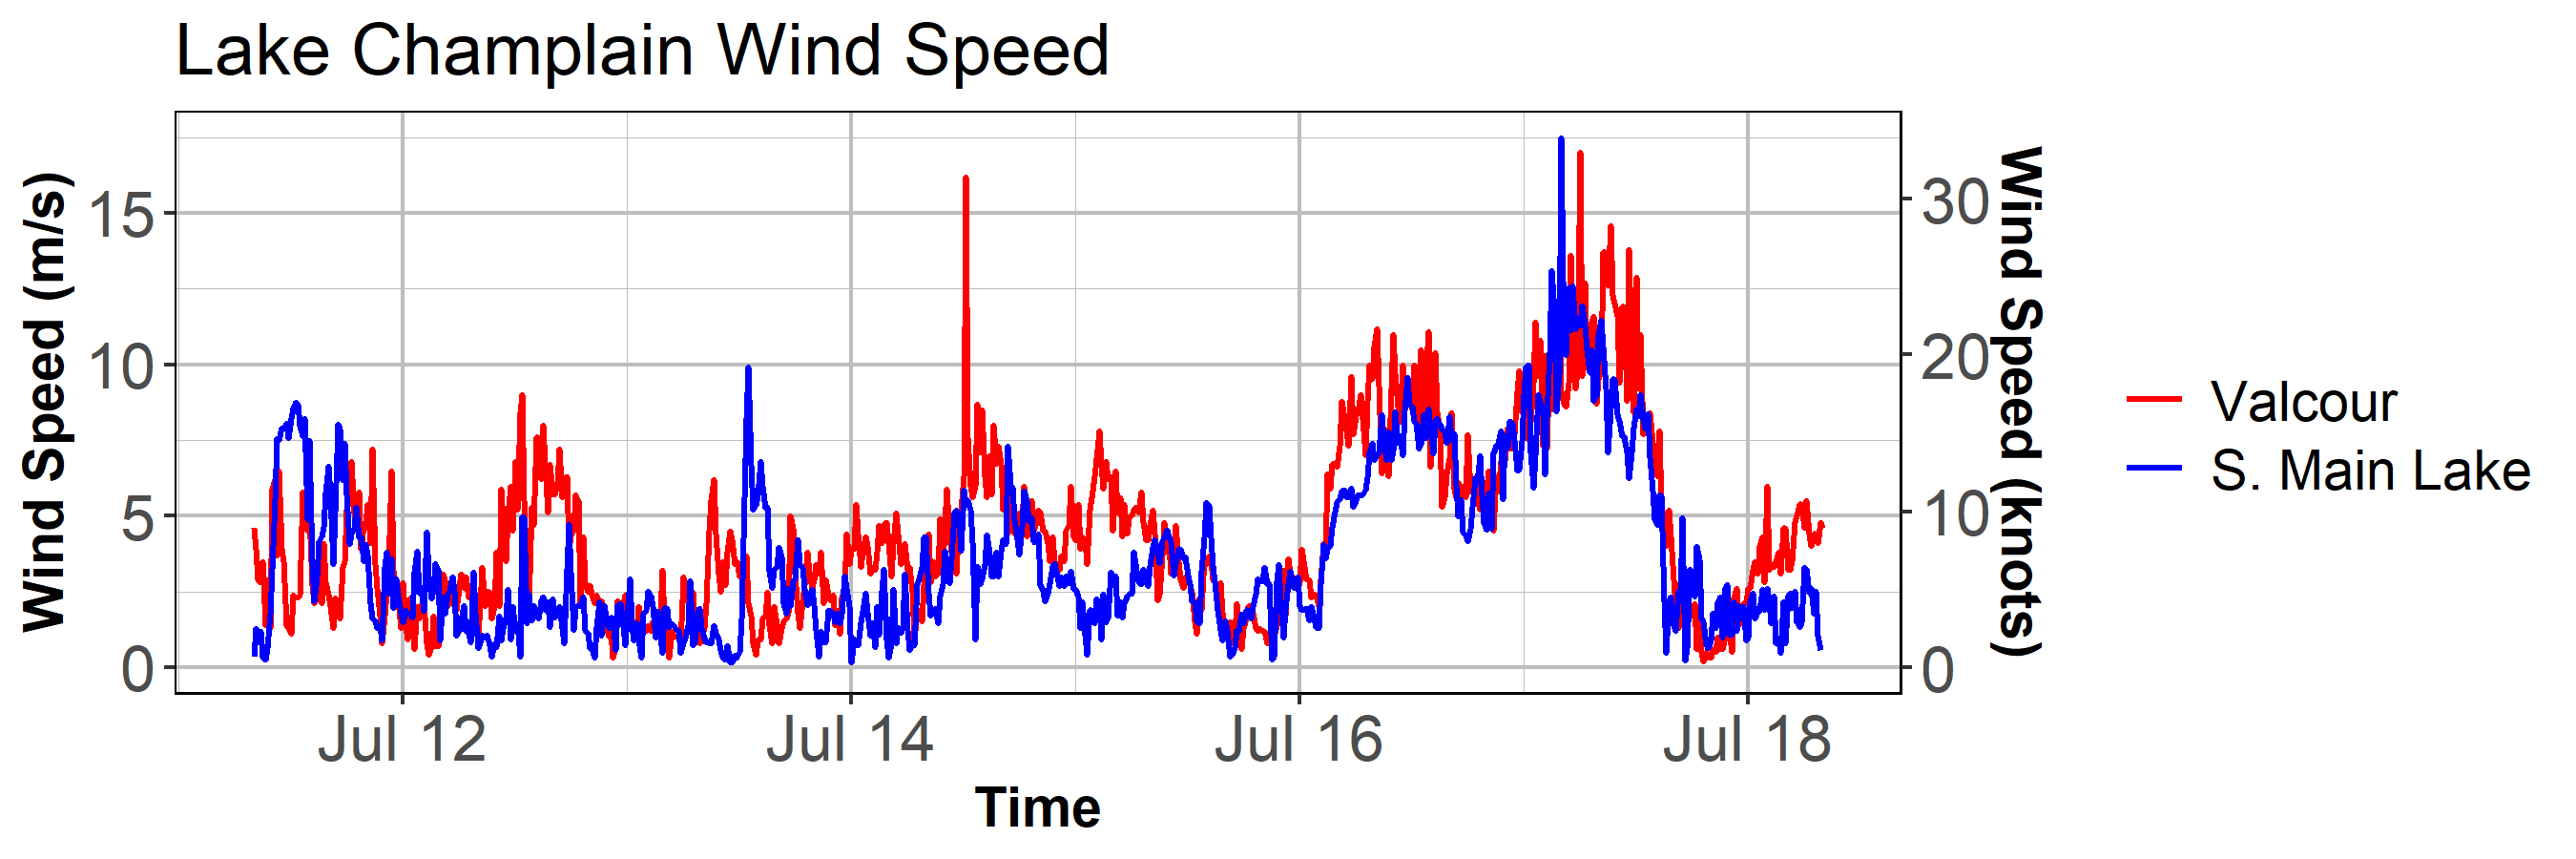 Lake Champlain Wind Speed
Wind Speed (m/s)
15
10
5
0
Wind Speed (knots)
30
20
10
0
Jul 12
Jul 14
Jul 16
Jul 18
Time
Valcour
S. Main Lake